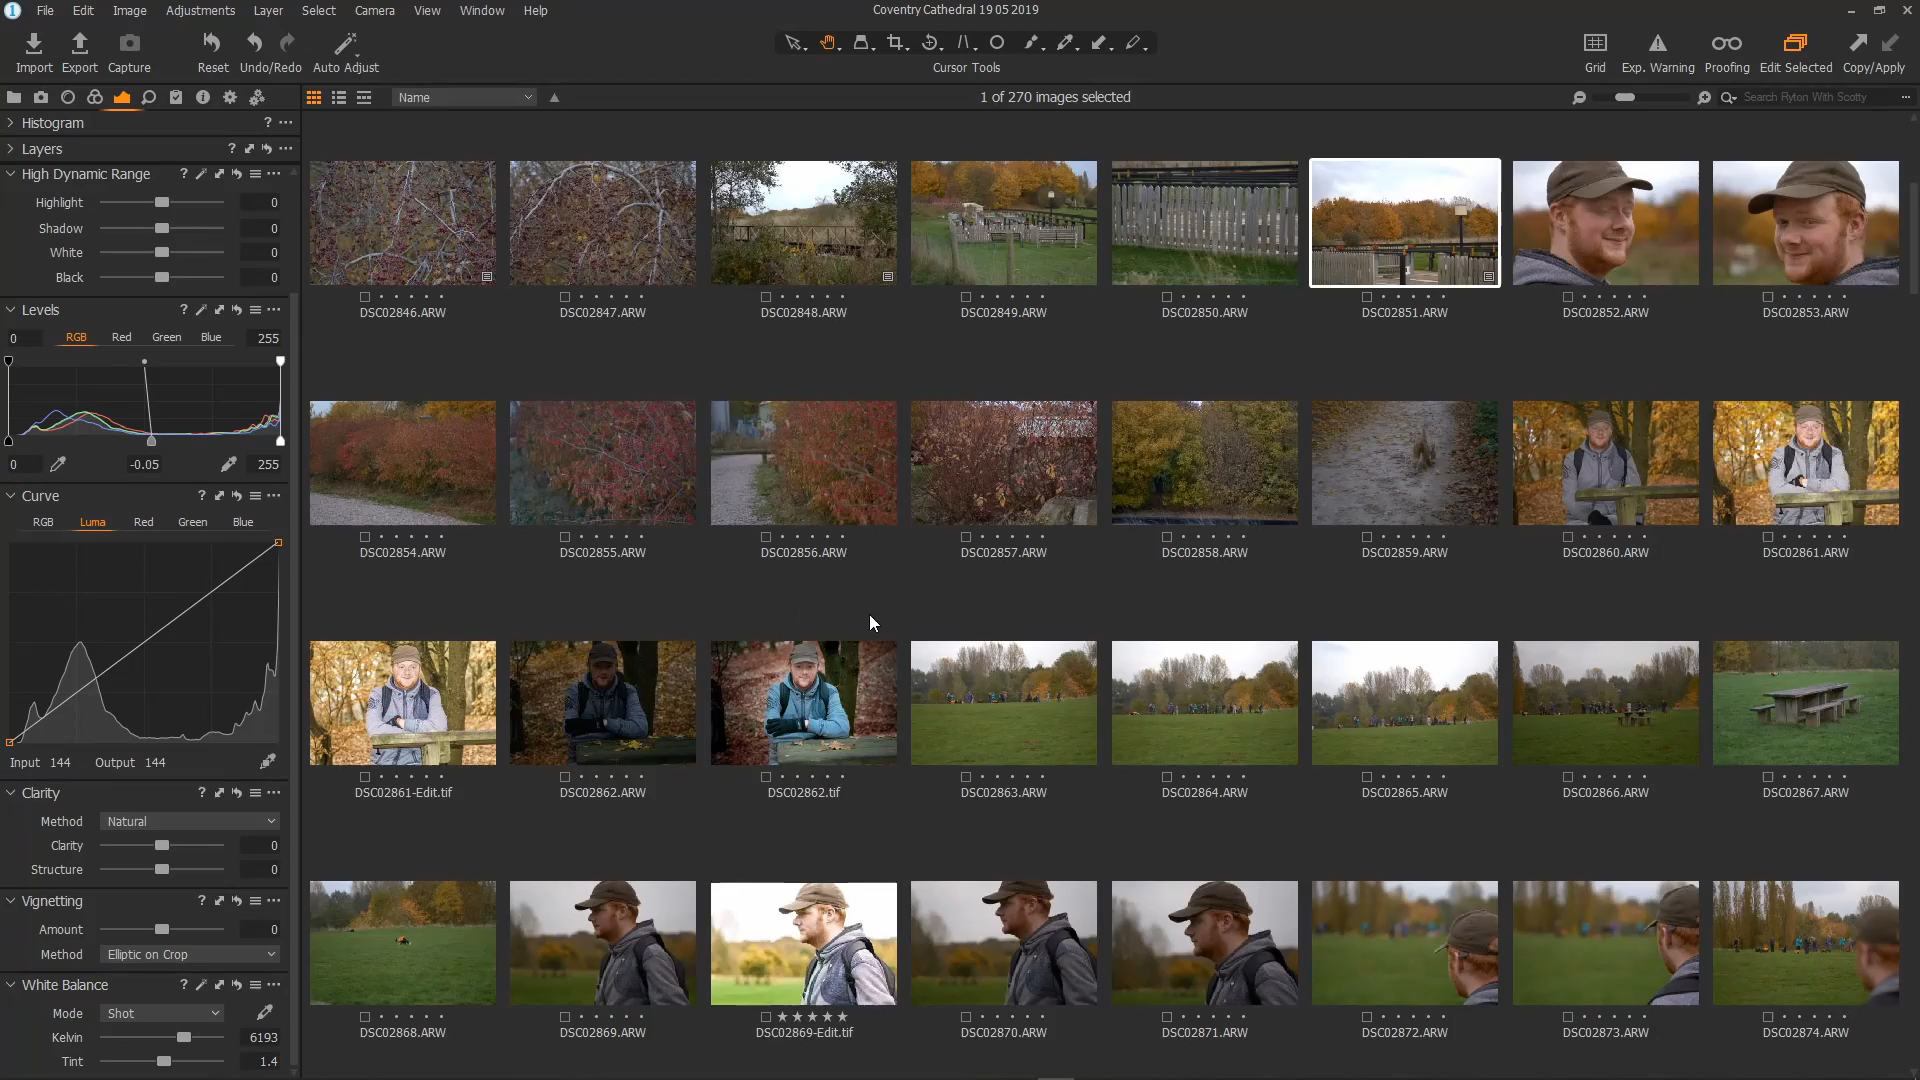 1 File Edit Image Adjustments Layer Select Camera View Window Help
Coventry Cathedral 19 05 2019
Import Export Capture Reset Undo/Redo Auto Adjust
Cursor Tools
Grid Exp. Warning Proofing Edit Selected Copy/Apply
Name
1 of 270 images selected
Search Ryton With Scotty
Histogram ?
Layers ?
High Dynamic Range ?
Highlight 0
Shadow 0
White 0
Black 0
Levels ?
0 RGB Red Green Blue 255
0 -0.05 255
Curve ?
RGB Luma Red Green Blue
Input 144 Output 144
Clarity ?
Method Natural
Clarity 0
Structure 0
Vignetting ?
Amount 0
Method Elliptic on Crop
White Balance ?
Mode Shot
Kelvin 6193
Tint 1.4
DSC02846.ARW DSC02847.ARW DSC02848.ARW DSC02849.ARW DSC02850.ARW DSC02851.ARW DSC02852.ARW DSC02853.ARW
DSC02854.ARW DSC02855.ARW DSC02856.ARW DSC02857.ARW DSC02858.ARW DSC02859.ARW DSC02860.ARW DSC02861.ARW
DSC02861-Edit.tif DSC02862.ARW DSC02862.tif DSC02863.ARW DSC02864.ARW DSC02865.ARW DSC02866.ARW DSC02867.ARW
DSC02868.ARW DSC02869.ARW DSC02869-Edit.tif DSC02870.ARW DSC02871.ARW DSC02872.ARW DSC02873.ARW DSC02874.ARW